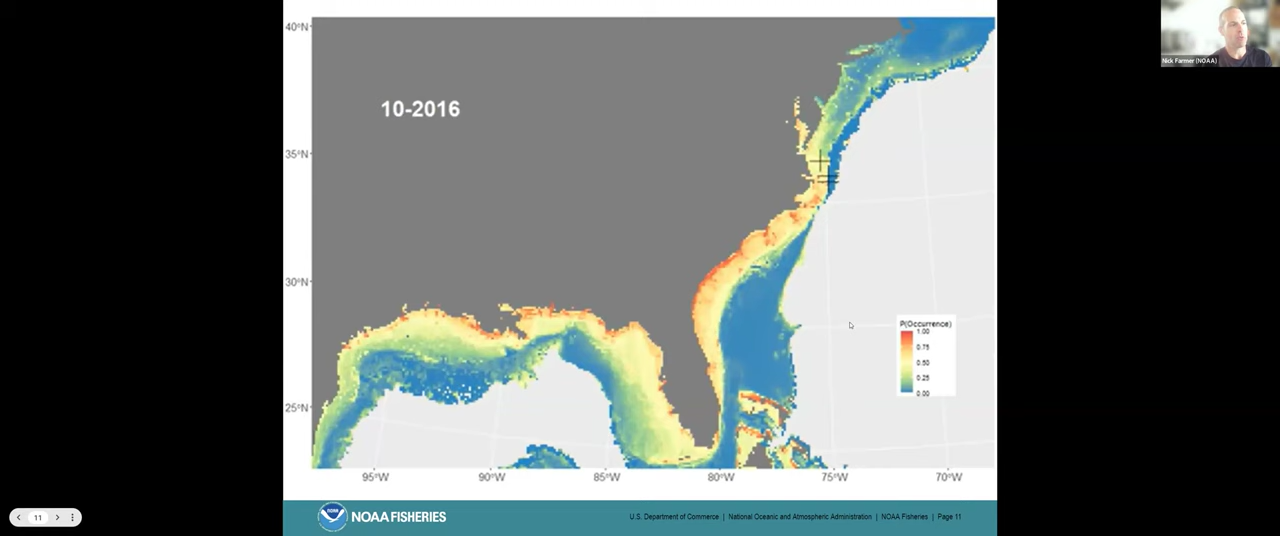 40°N
10-2016
35°N
30°N
25°N
P(Occurrence)
1.00
0.75
0.50
0.25
0.00
95°W
90°W
85°W
80°W
75°W
70°W
Nick Farmer (NOAA)
11
NOAA
NOAA FISHERIES
U.S. Department of Commerce | National Oceanic and Atmospheric Administration | NOAA Fisheries | Page 11